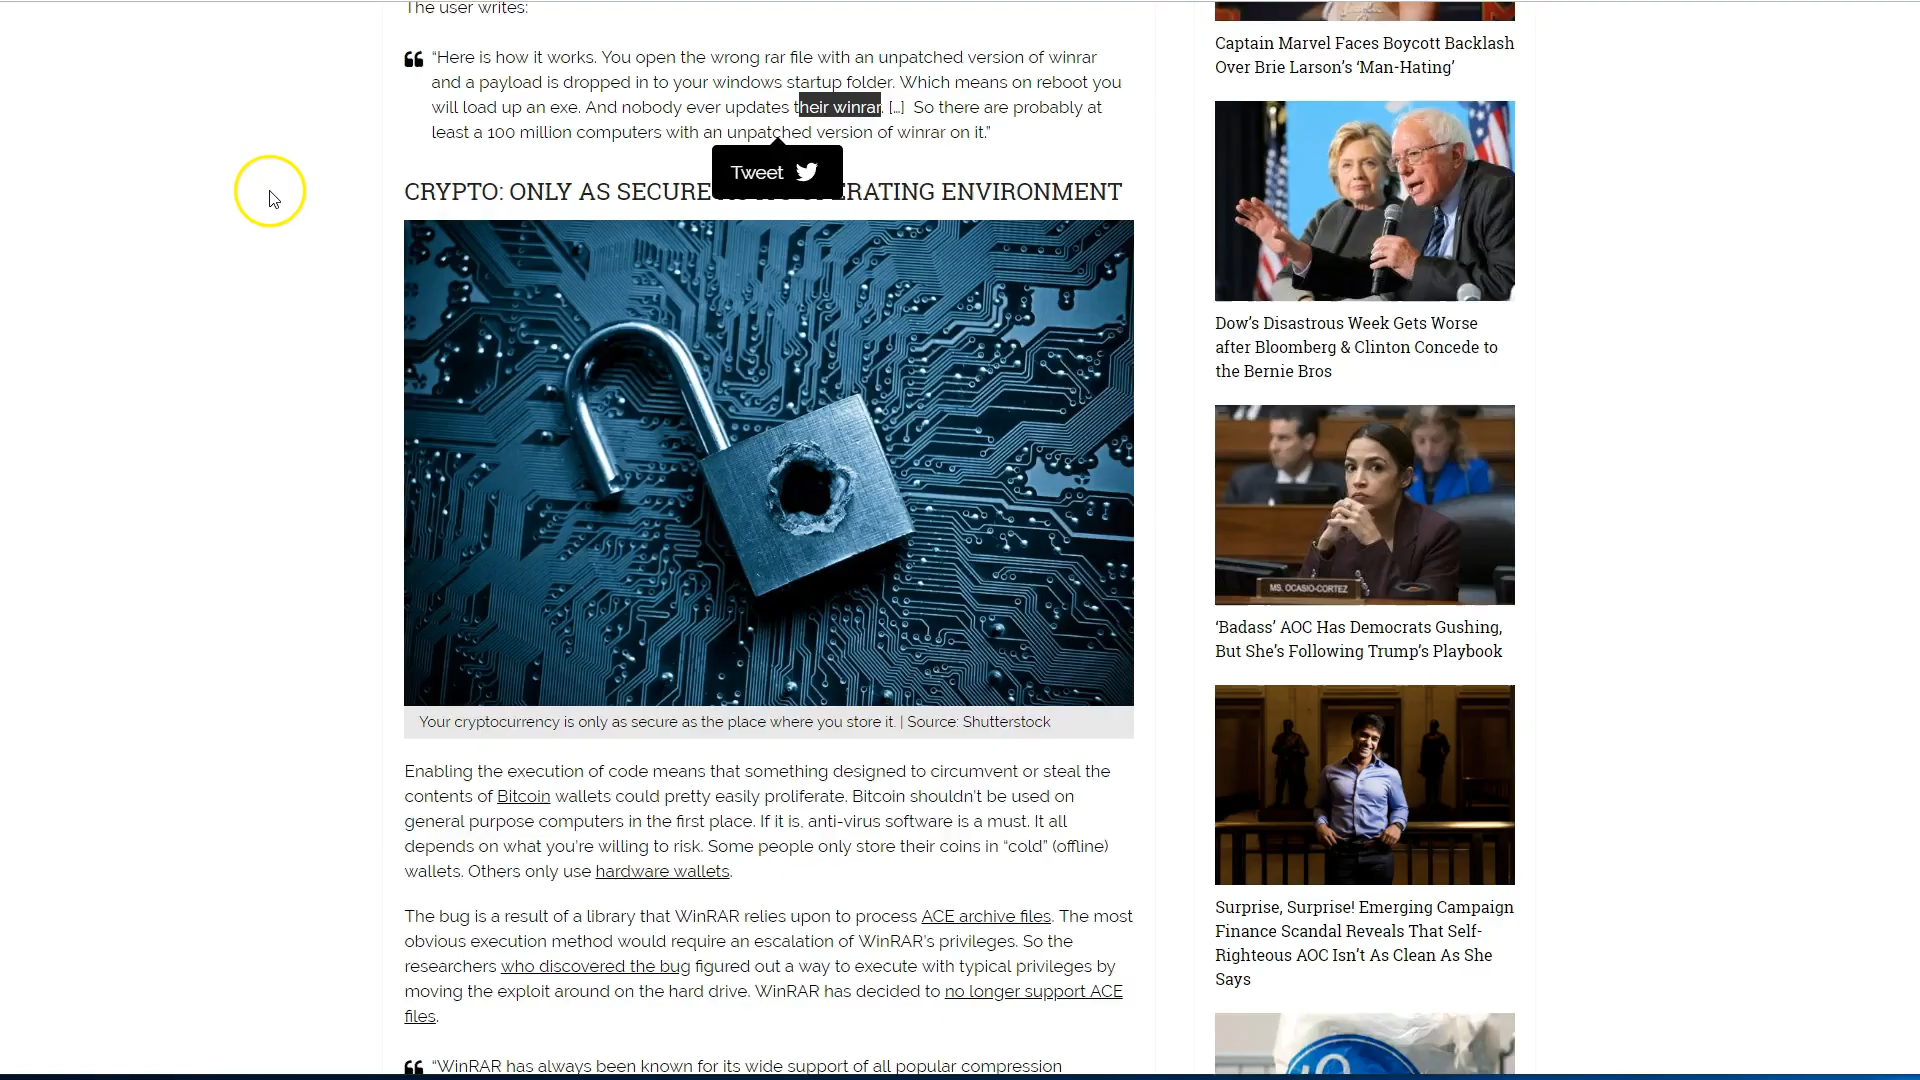 The user writes:
“Here is how it works. You open the wrong rar file with an unpatched version of winrar
and a payload is dropped in to your windows startup folder. Which means on reboot you
will load up an exe. And nobody ever updates their winrar. […]  So there are probably at
least a 100 million computers with an unpatched version of winrar on it.”
Tweet
CRYPTO: ONLY AS SECURE ERATING ENVIRONMENT
Your cryptocurrency is only as secure as the place where you store it. | Source: Shutterstock
Enabling the execution of code means that something designed to circumvent or steal the
contents of Bitcoin wallets could pretty easily proliferate. Bitcoin shouldn’t be used on
general purpose computers in the first place. If it is, anti-virus software is a must. It all
depends on what you’re willing to risk. Some people only store their coins in “cold” (offline)
wallets. Others only use hardware wallets.
The bug is a result of a library that WinRAR relies upon to process ACE archive files. The most
obvious execution method would require an escalation of WinRAR’s privileges. So the
researchers who discovered the bug figured out a way to execute with typical privileges by
moving the exploit around on the hard drive. WinRAR has decided to no longer support ACE
files.
“WinRAR has always been known for its wide support of all popular compression
Captain Marvel Faces Boycott Backlash
Over Brie Larson’s ‘Man-Hating’
Dow’s Disastrous Week Gets Worse
after Bloomberg & Clinton Concede to
the Bernie Bros
MS. OCASIO-CORTEZ
‘Badass’ AOC Has Democrats Gushing,
But She’s Following Trump’s Playbook
Surprise, Surprise! Emerging Campaign
Finance Scandal Reveals That Self-
Righteous AOC Isn’t As Clean As She
Says